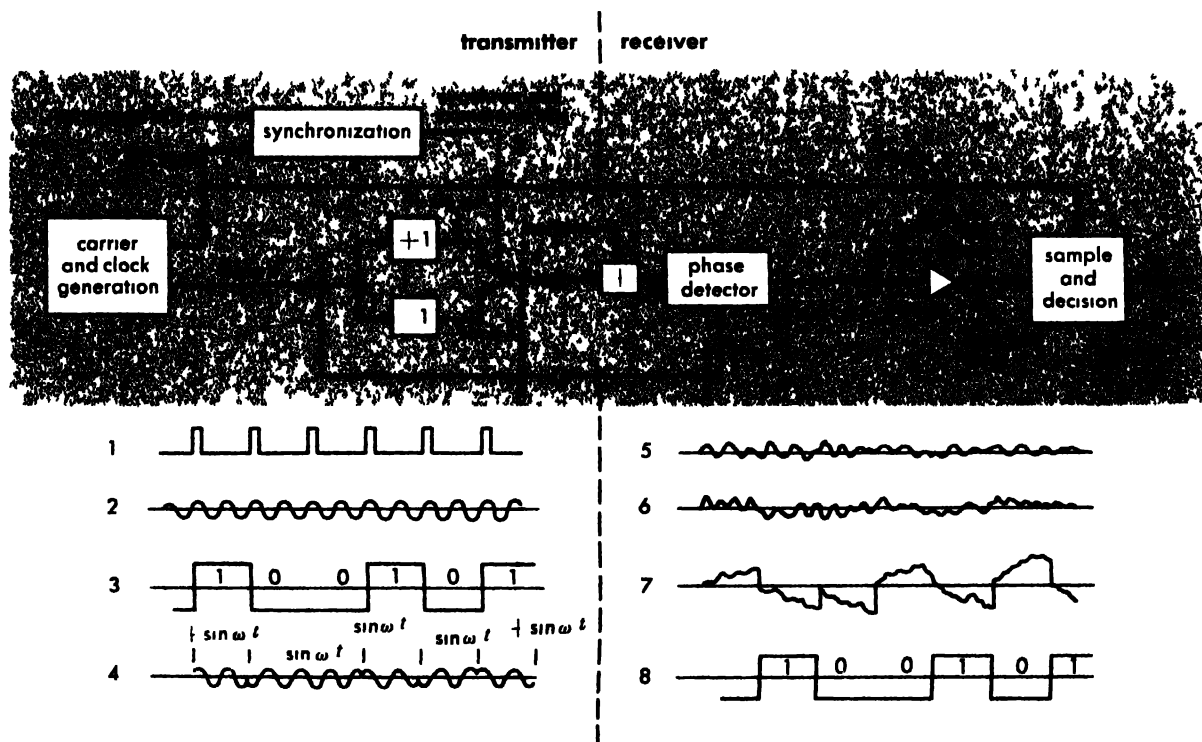 transmitter receiver
synchronization
carrier
and clock
generation
+1
1
+
phase
detector
sample
and
decision
1
2
3 1 0 0 1 0 1
sin ω t sin ω t sin ω t sin ω t
sin ω t
4
5
6
7
8 1 0 0 1 0 1